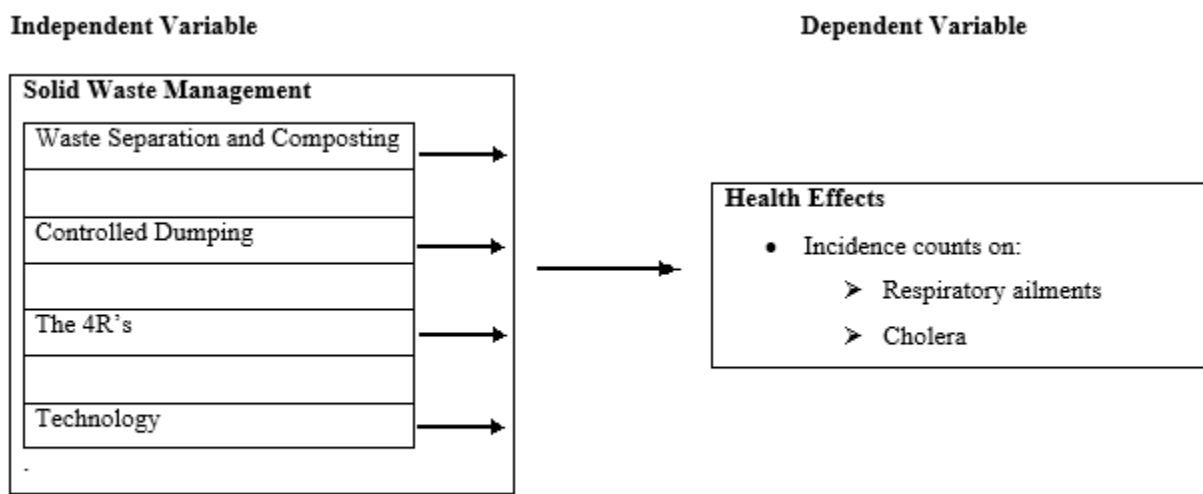 Independent Variable
Dependent Variable
Solid Waste Management
Waste Separation and Composting
Controlled Dumping
The 4R’s
Technology
.
Health Effects
• Incidence counts on:
➢ Respiratory ailments
➢ Cholera